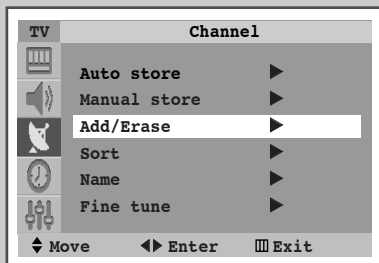 TV Channel
Auto store
Manual store
Add/Erase
Sort
Name
Fine tune
Move Enter Exit